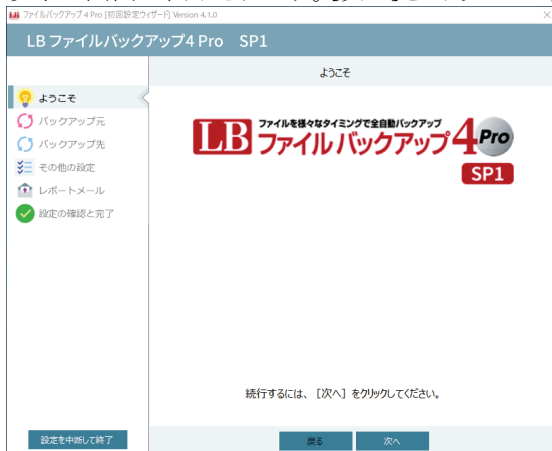 LB ファイルバックアップ 4 Pro [初回設定ウィザード] Version 4.1.0
LB ファイルバックアップ4 Pro SP1
ようこそ
ようこそ
バックアップ元
バックアップ先
その他の設定
レポートメール
設定の確認と完了
ファイルを様々なタイミングで全自動バックアップ
LB ファイルバックアップ4 Pro
SP1
続行するには、［次へ］をクリックしてください。
設定を中断して終了
戻る
次へ